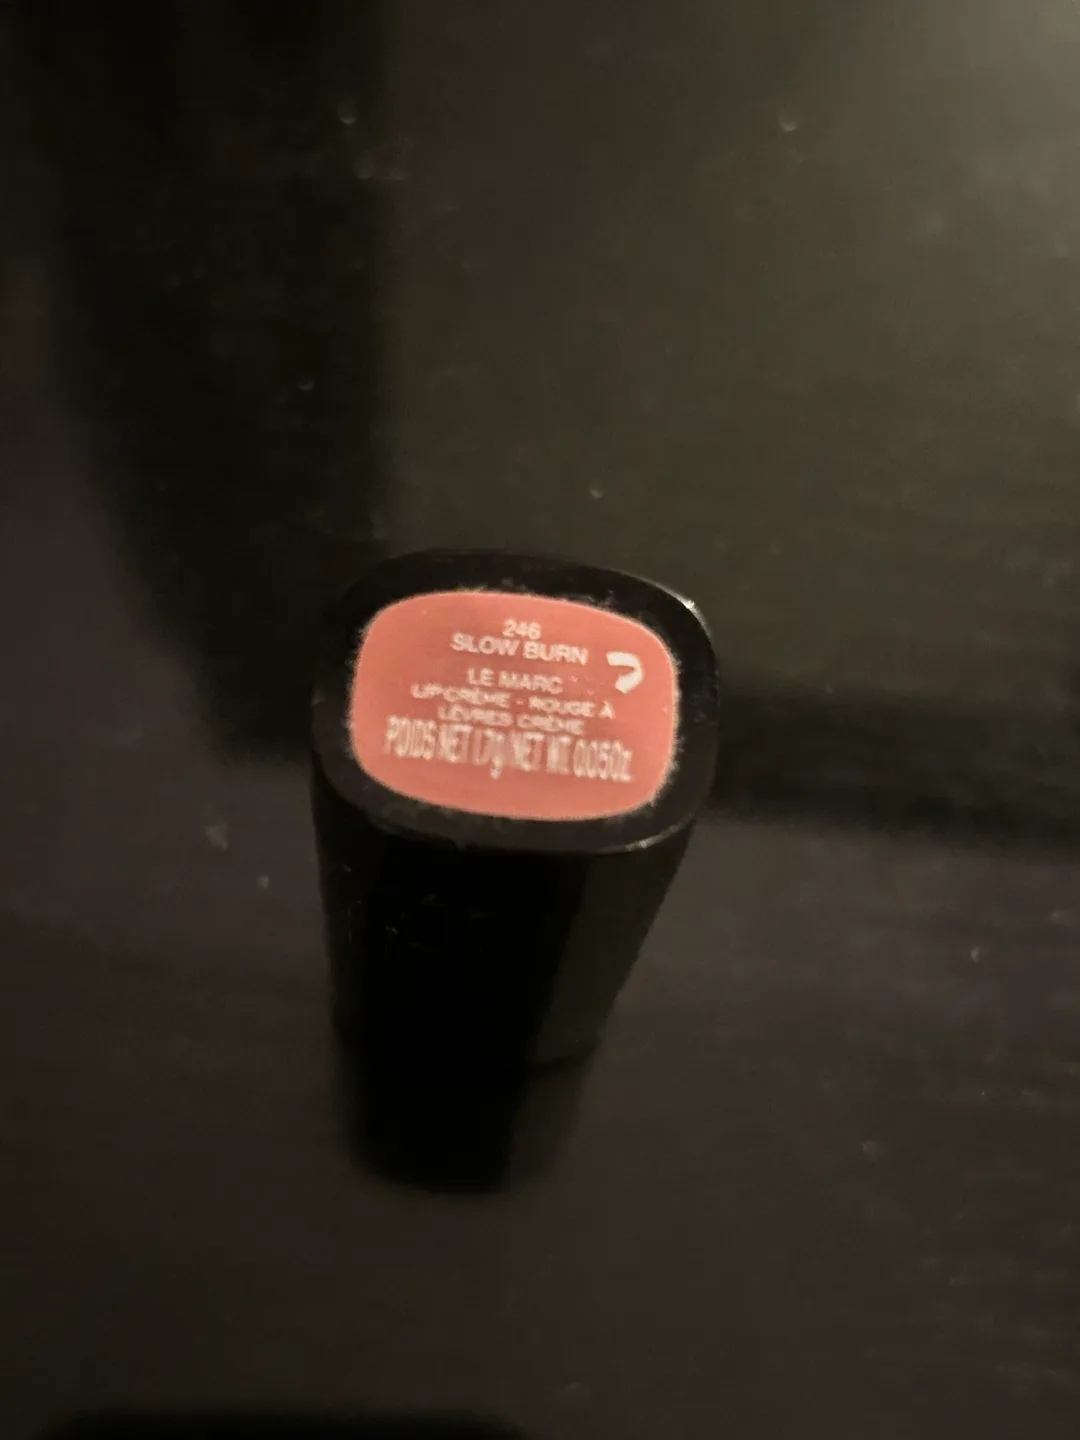 246
SLOW BURN
LE MARC
LIP CRÈME - ROUGE À
LÈVRES CRÈME
POIDS NET 1.7g/NET WT. 0.05Oz